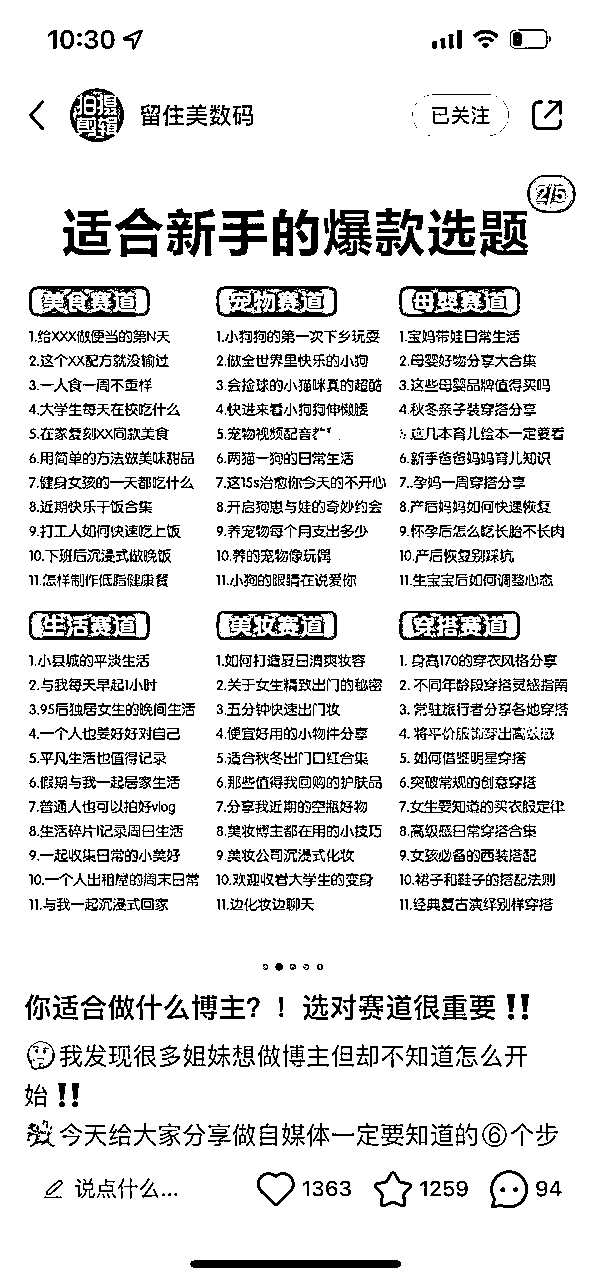 10:30
拍摄
剪辑
留住美数码
已关注
2/5
适合新手的爆款选题
美食赛道
1.给XXX做便当的第N天
2.这个XX配方就没输过
3.一人食一周不重样
4.大学生每天在校吃什么
5.在家复刻XX同款美食
6.用简单的方法做美味甜品
7.健身女孩的一天都吃什么
8.近期快乐干饭合集
9.打工人如何快速吃上饭
10.下班后沉浸式做晚饭
11.怎样制作低脂健康餐
宠物赛道
1.小狗狗的第一次下乡玩耍
2.做全世界里快乐的小狗
3.会捡球的小猫咪真的超酷
4.快进来看小狗狗伸懒腰
5.宠物视频配音
6.两猫一狗的日常生活
7.这15s治愈你今天的不开心
8.开启狗崽与娃的奇妙约会
9.养宠物每个月支出多少
10.养的宠物像玩偶
11.小狗的眼睛在说爱你
母婴赛道
1.宝妈带娃日常生活
2.母婴好物分享大合集
3.这些母婴品牌值得买吗
4.秋冬亲子装穿搭分享
这几本育儿绘本一定要看
6.新手爸爸妈妈育儿知识
7.孕妈一周穿搭分享
8.产后妈妈如何快速恢复
9.怀孕后怎么吃长胎不长肉
10.产后恢复别踩坑
11.生宝宝后如何调整心态
生活赛道
1.小县城的平淡生活
2.与我每天早起1小时
3.95后独居女生的晚间生活
4.一个人也要好好对自己
5.平凡生活也值得记录
6.假期与我一起居家生活
7.普通人也可以拍好vlog
8.生活碎片|记录周日生活
9.一起收集日常的小美好
10.一个人出租屋的周末日常
11.与我一起沉浸式回家
美妆赛道
1.如何打造夏日清爽妆容
2.关于女生精致出门的秘密
3.五分钟快速出门妆
4.便宜好用的小物件分享
5.适合秋冬出门口红合集
6.那些值得我回购的护肤品
7.分享我近期的空瓶好物
8.美妆博主都在用的小技巧
9.美妆公司沉浸式化妆
10.欢迎收看大学生的变身
11.边化妆边聊天
穿搭赛道
1. 身高170的穿衣风格分享
2. 不同年龄段穿搭灵感指南
3. 常驻旅行者分享各地穿搭
4. 将平价服饰穿出高级感
5. 如何借鉴明星穿搭
6.突破常规的创意穿搭
7.女生要知道的买衣服定律
8.高级感日常穿搭合集
9.女孩必备的西装搭配
10.裙子和鞋子的搭配法则
11.经典复古演绎别样穿搭
你适合做什么博主？！选对赛道很重要‼️
🤔我发现很多姐妹想做博主但却不知道怎么开
始‼️
今天给大家分享做自媒体一定要知道的⑥个步
说点什么...
1363
1259
94